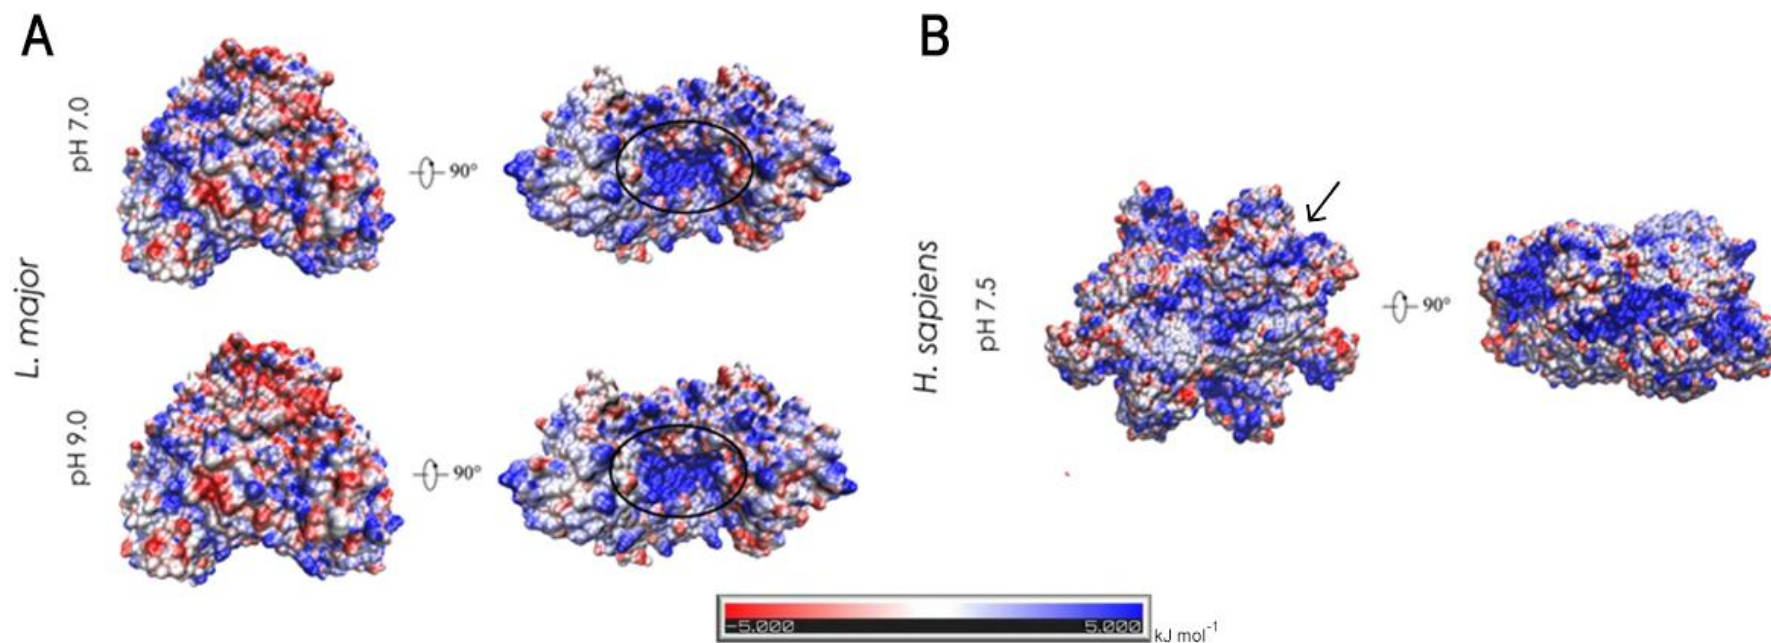 A
B
L. major
pH 7.0
90°
pH 9.0
90°
H. sapiens
pH 7.5
90°
-5.000
5.000
kJ mol⁻¹